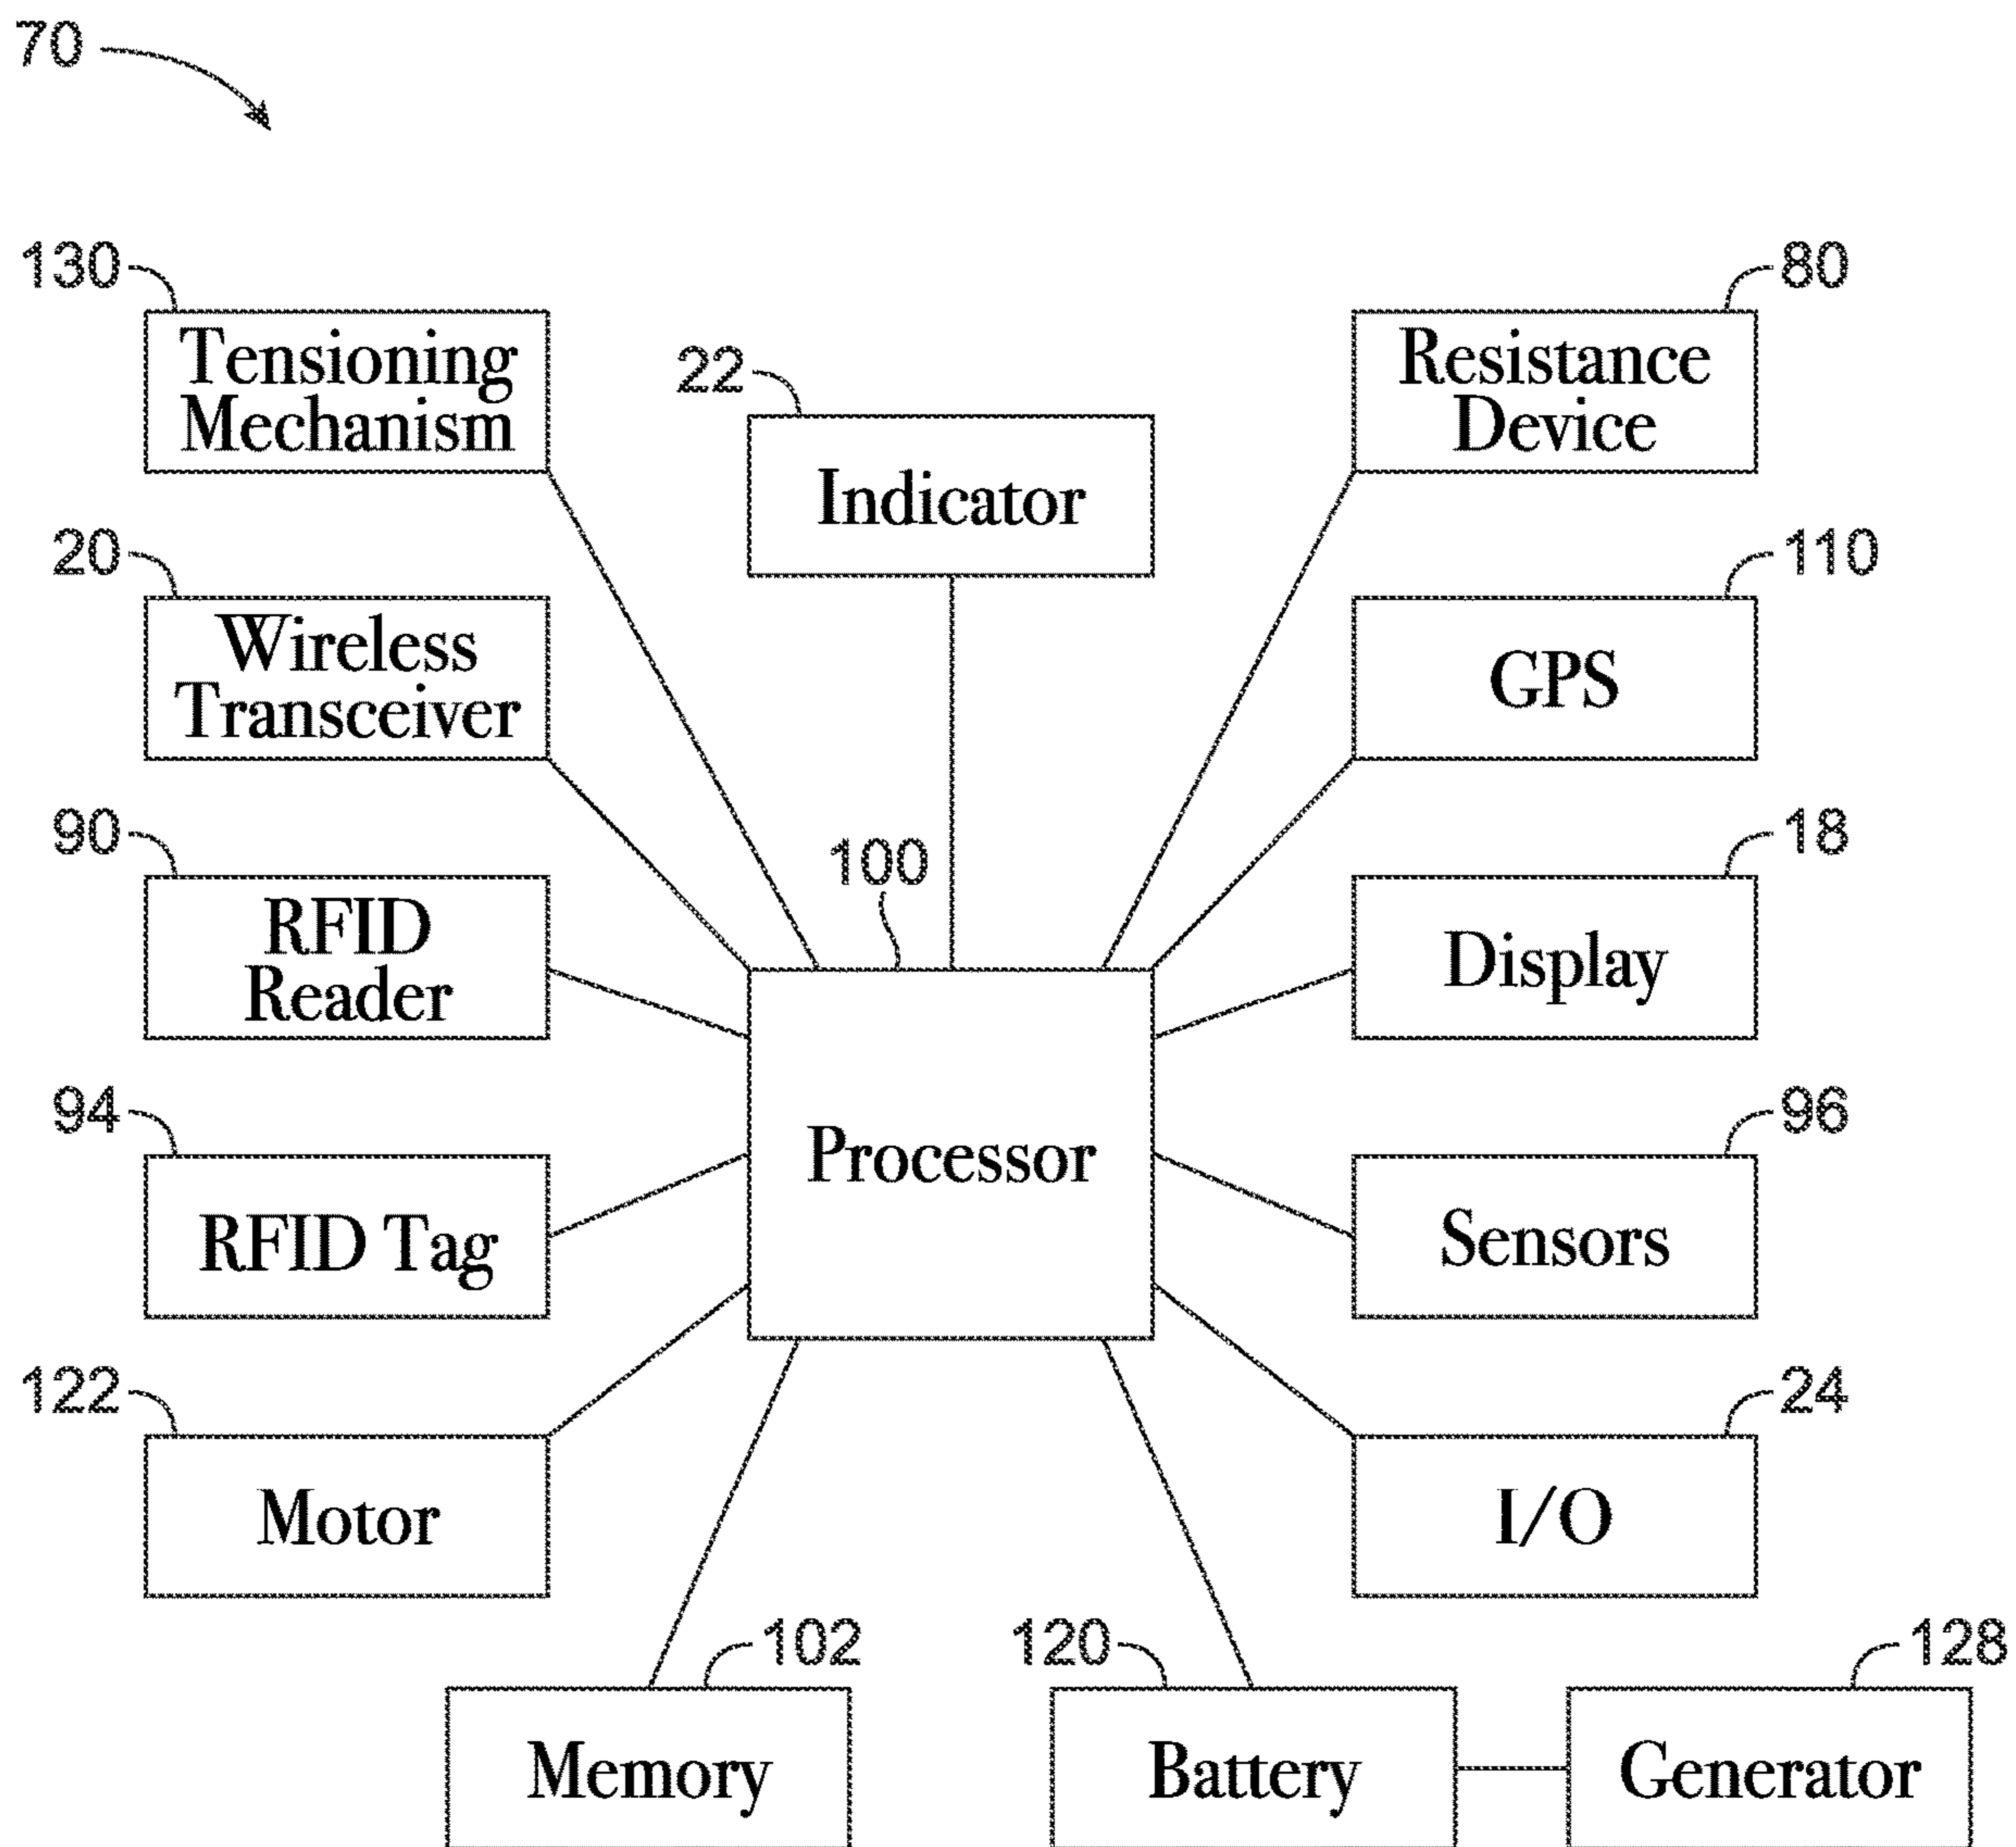 70
130
Tensioning
Mechanism
22
Indicator
80
Resistance
Device
20
Wireless
Transceiver
110
GPS
90
RFID
Reader
100
Processor
18
Display
94
RFID Tag
96
Sensors
122
Motor
24
I/O
102
Memory
120
Battery
128
Generator